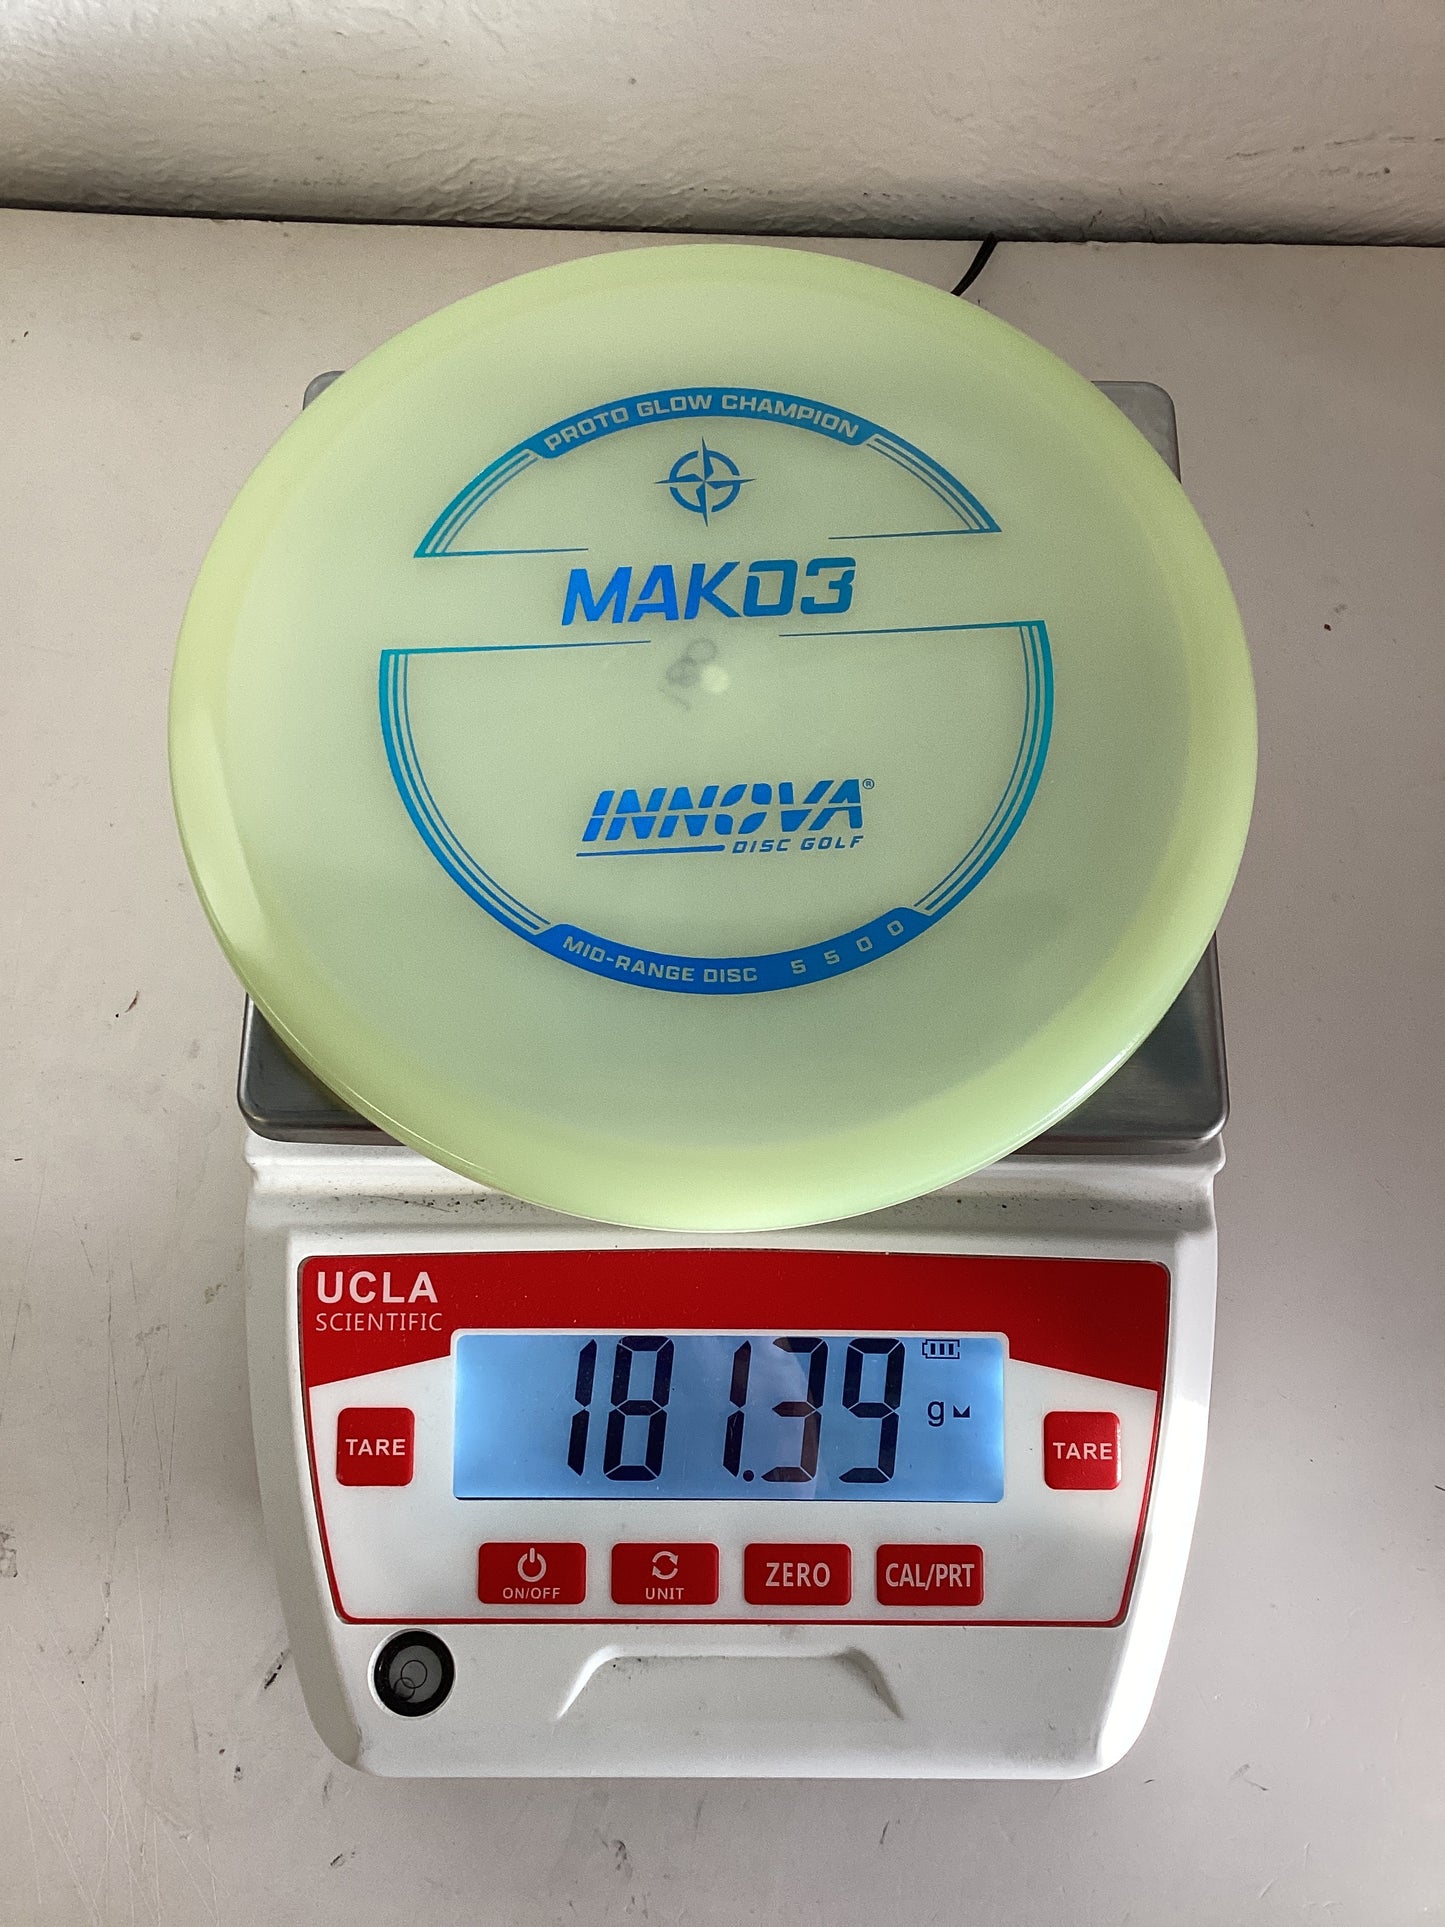 PROTO GLOW CHAMPION
MAKO3
180
INNOVA®
DISC GOLF
MID-RANGE DISC 5 5 0 0
UCLA
SCIENTIFIC
181.39 g
TARE
TARE
ON/OFF
UNIT
ZERO
CAL/PRT